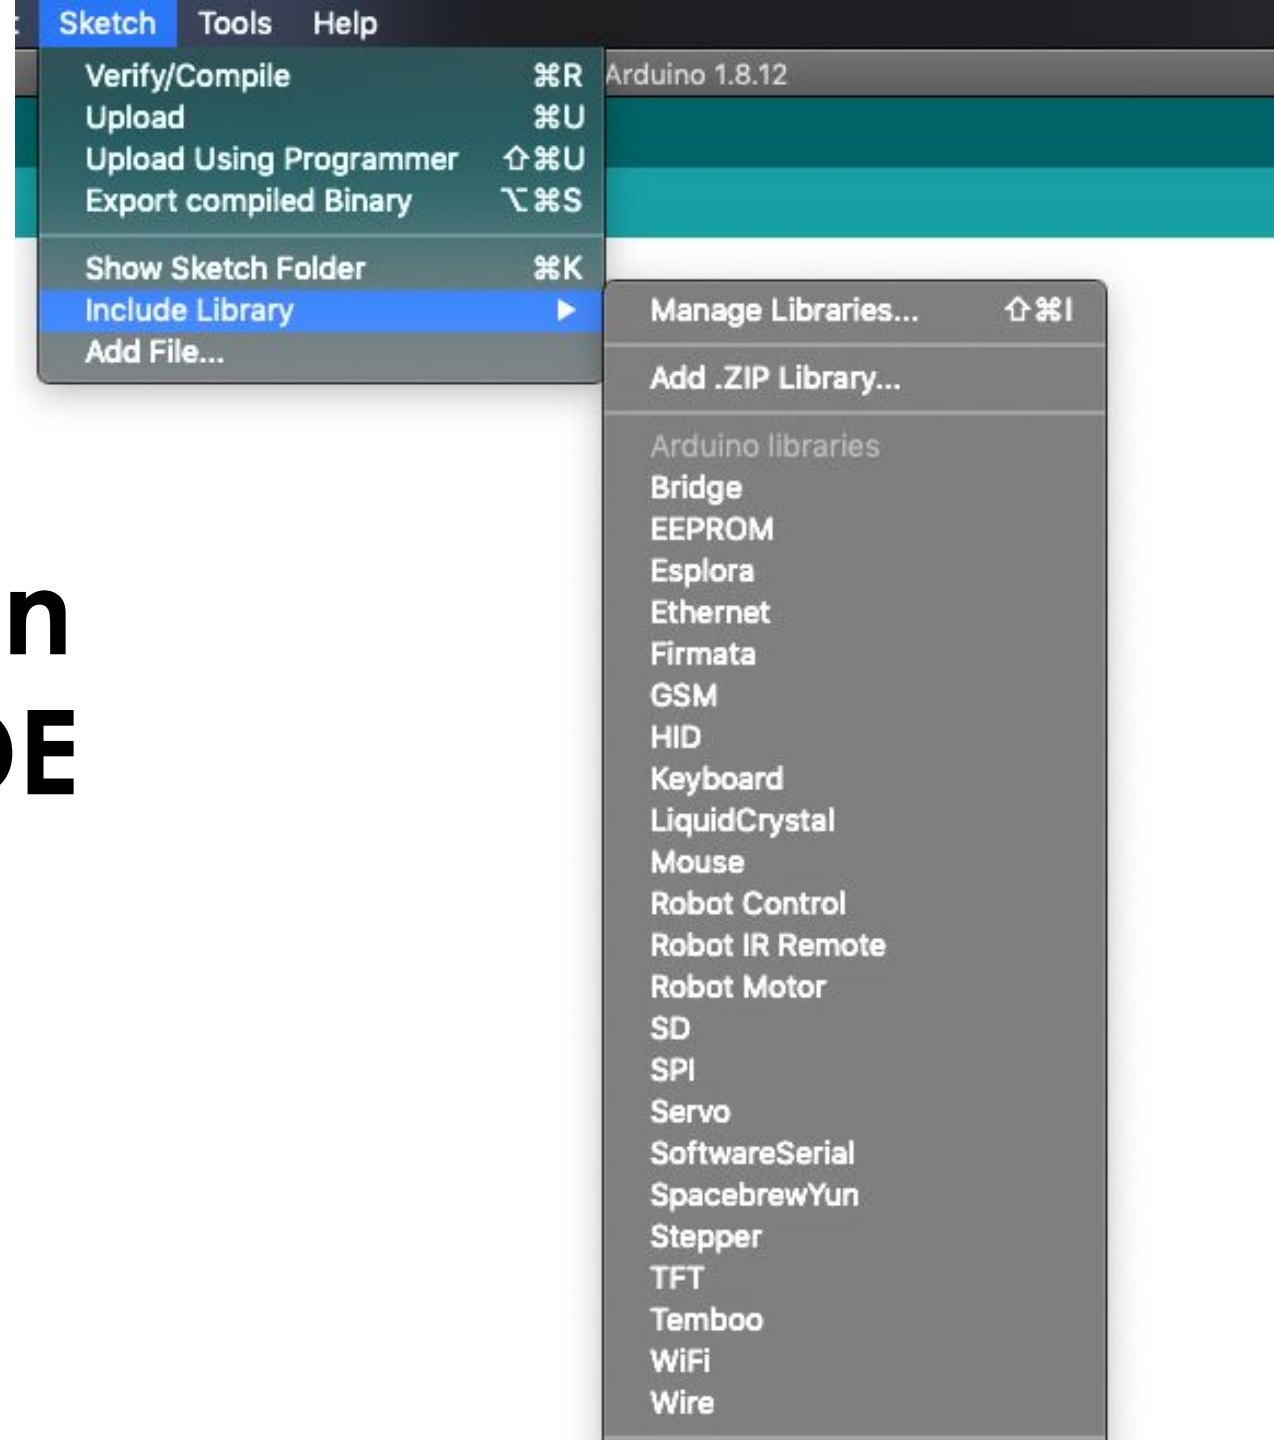 Sketch Tools Help
Arduino 1.8.12
Verify/Compile ⌘R
Upload ⌘U
Upload Using Programmer ⇧⌘U
Export compiled Binary ⌥⌘S
Show Sketch Folder ⌘K
Include Library ▶
Add File...
Manage Libraries... ⇧⌘I
Add .ZIP Library...
Arduino libraries
Bridge
EEPROM
Esplora
Ethernet
Firmata
GSM
HID
Keyboard
LiquidCrystal
Mouse
Robot Control
Robot IR Remote
Robot Motor
SD
SPI
Servo
SoftwareSerial
SpacebrewYun
Stepper
TFT
Temboo
WiFi
Wire
n
DE